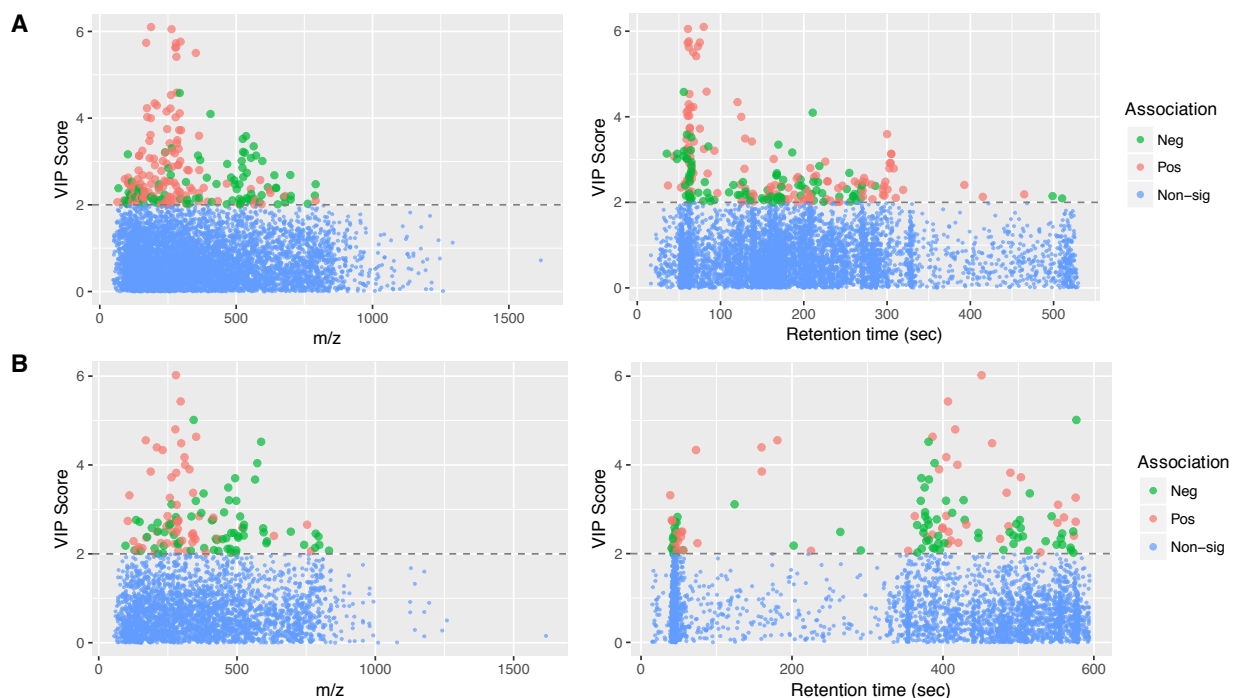 A
VIP Score
6
4
2
0
0 500 1000 1500
m/z
VIP Score
6
4
2
0
0 100 200 300 400 500
Retention time (sec)
Association
Neg
Pos
Non−sig
B
VIP Score
6
4
2
0
0 500 1000 1500
m/z
VIP Score
6
4
2
0
0 200 400 600
Retention time (sec)
Association
Neg
Pos
Non−sig